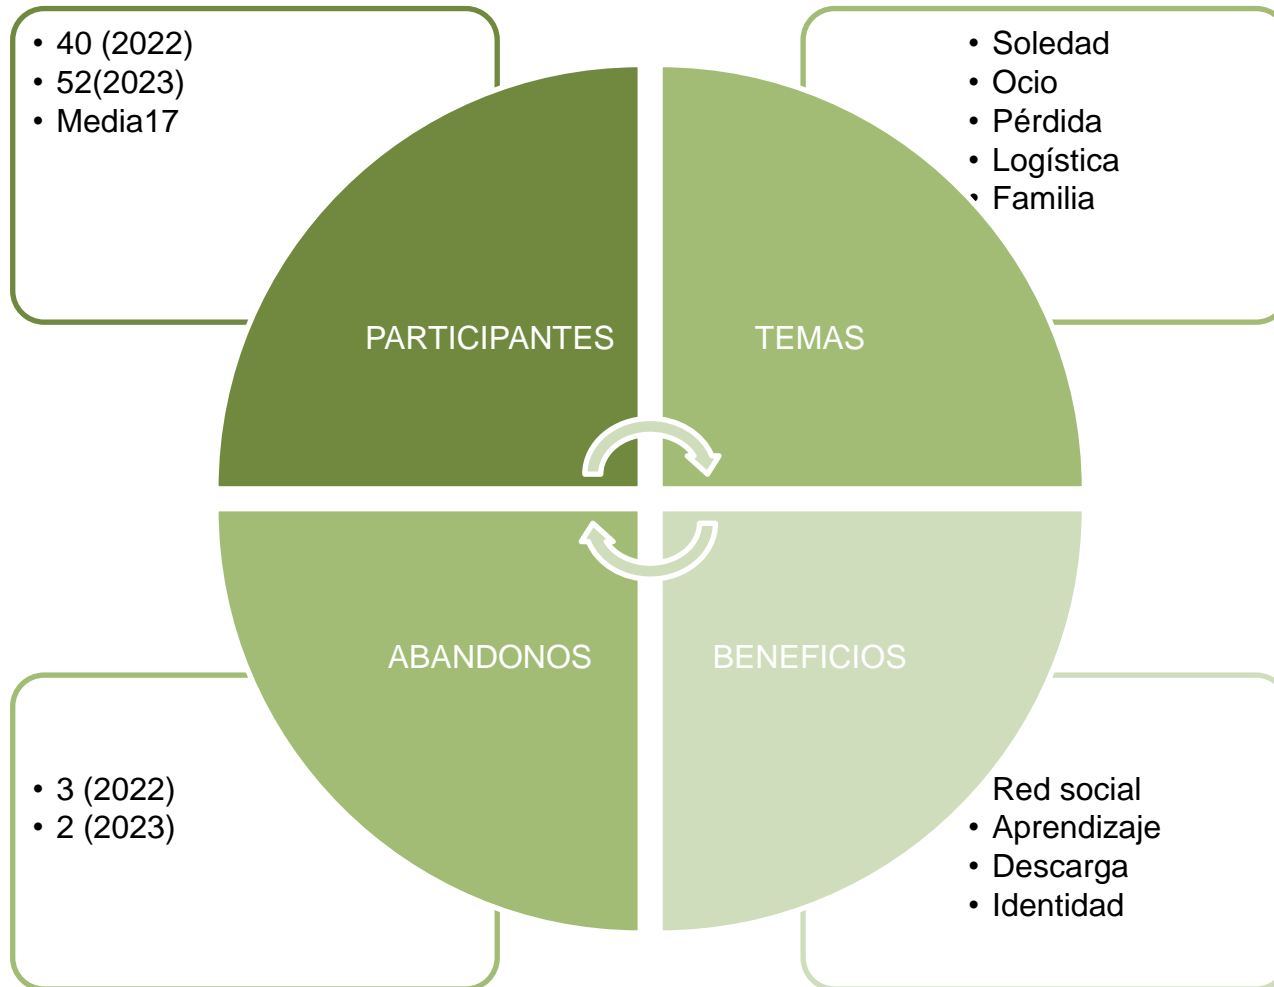 • 40 (2022)
• 52(2023)
• Media17
PARTICIPANTES
• Soledad
• Ocio
• Pérdida
• Logística
• Familia
TEMAS
ABANDONOS
• 3 (2022)
• 2 (2023)
BENEFICIOS
Red social
• Aprendizaje
• Descarga
• Identidad